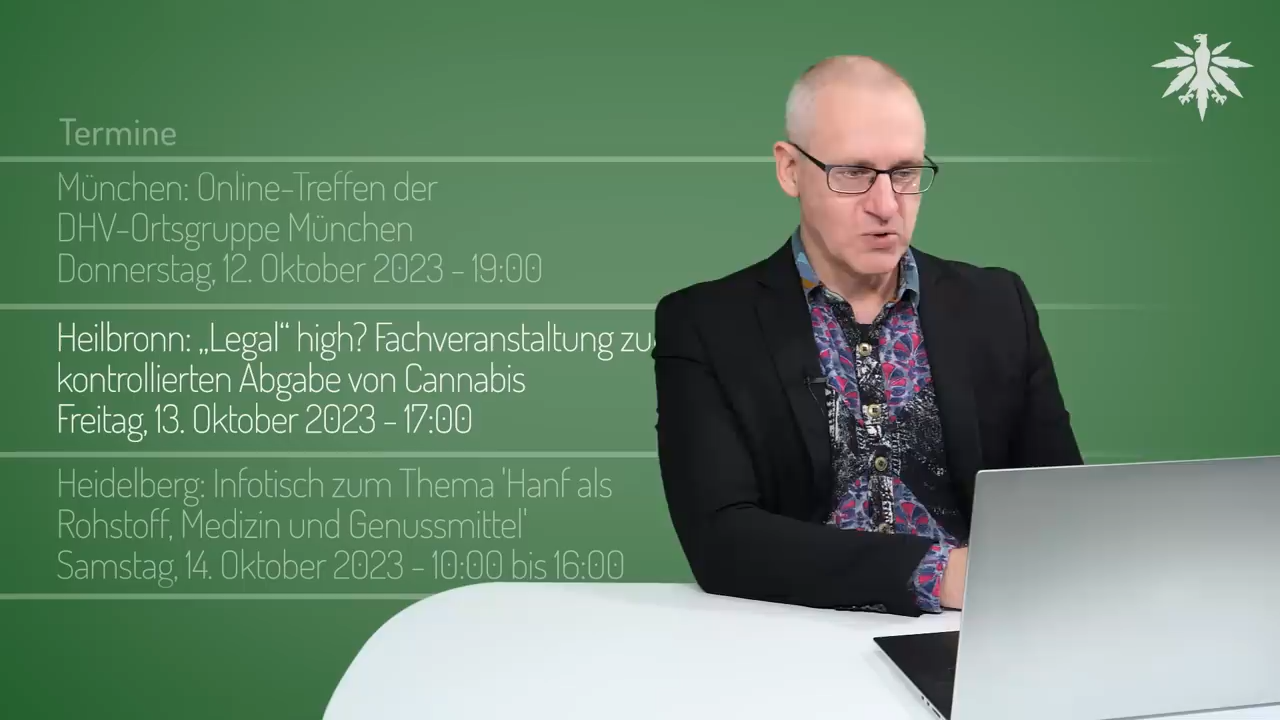 Termine
München: Online-Treffen der
DHV-Ortsgruppe München
Donnerstag, 12. Oktober 2023 – 19:00
Heilbronn: „Legal“ high? Fachveranstaltung zu
kontrollierten Abgabe von Cannabis
Freitag, 13. Oktober 2023 – 17:00
Heidelberg: Infotisch zum Thema 'Hanf als
Rohstoff, Medizin und Genussmittel'
Samstag, 14. Oktober 2023 – 10:00 bis 16:00